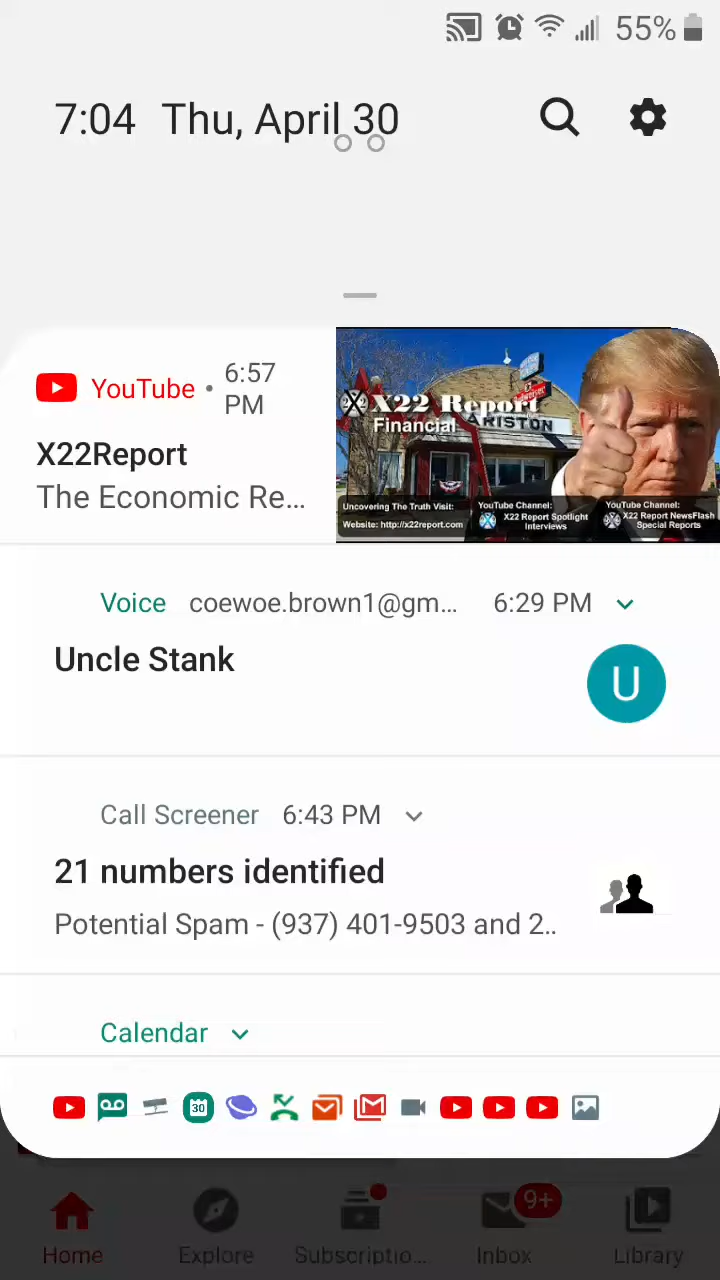 55%
7:04 Thu, April 30
YouTube • 6:57 PM
X22Report
The Economic Re...
X22 Report
Financial
ARISTON
Uncovering The Truth Visit:
Website: http://x22report.com
YouTube Channel:
X22 Report Spotlight
Interviews
YouTube Channel:
X22 Report NewsFlash
Special Reports
Voice coewoe.brown1@gm... 6:29 PM
Uncle Stank
U
Call Screener 6:43 PM
21 numbers identified
Potential Spam - (937) 401-9503 and 2..
Calendar
30
Home Explore Subscriptio... 9+ Inbox Library